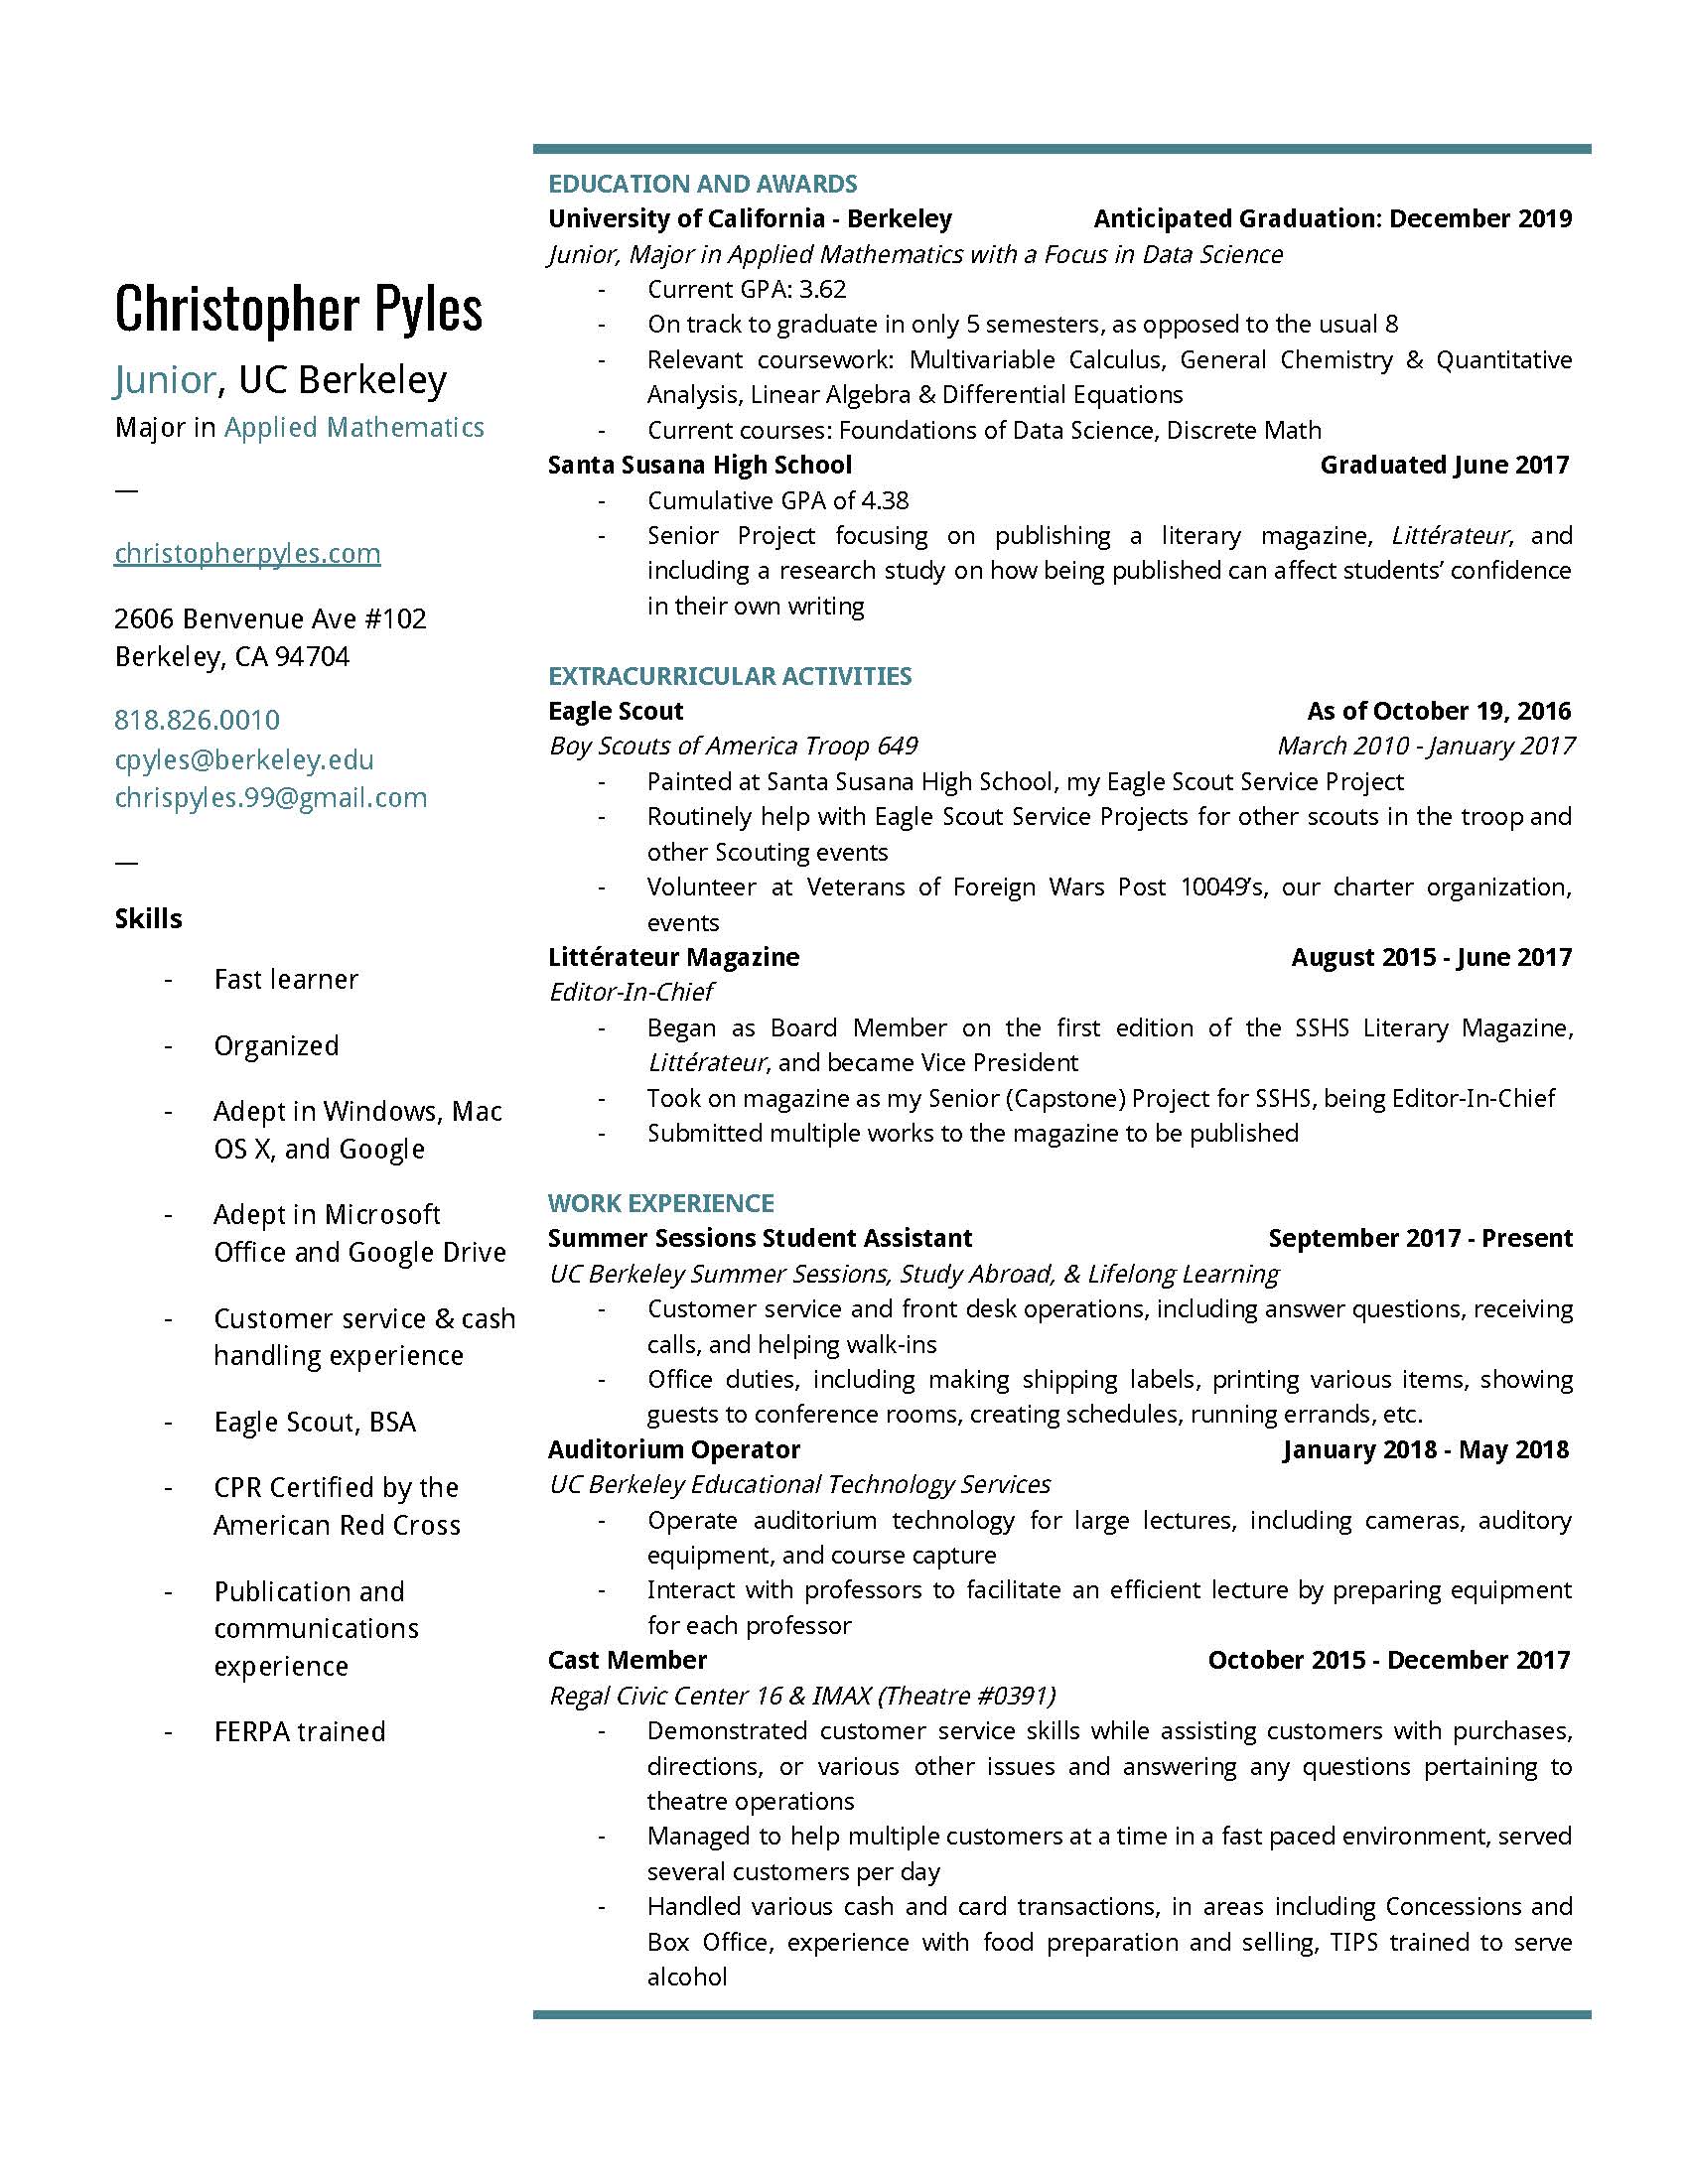 Christopher Pyles
Junior, UC Berkeley
Major in Applied Mathematics
—
christopherpyles.com
2606 Benvenue Ave #102
Berkeley, CA 94704
818.826.0010
cpyles@berkeley.edu
chrispyles.99@gmail.com
—
Skills
- Fast learner
- Organized
- Adept in Windows, Mac
OS X, and Google
- Adept in Microsoft
Office and Google Drive
- Customer service & cash
handling experience
- Eagle Scout, BSA
- CPR Certified by the
American Red Cross
- Publication and
communications
experience
- FERPA trained
EDUCATION AND AWARDS
University of California - Berkeley Anticipated Graduation: December 2019
Junior, Major in Applied Mathematics with a Focus in Data Science
- Current GPA: 3.62
- On track to graduate in only 5 semesters, as opposed to the usual 8
- Relevant coursework: Multivariable Calculus, General Chemistry & Quantitative
Analysis, Linear Algebra & Differential Equations
- Current courses: Foundations of Data Science, Discrete Math
Santa Susana High School Graduated June 2017
- Cumulative GPA of 4.38
- Senior Project focusing on publishing a literary magazine, Littérateur, and
including a research study on how being published can affect students’ confidence
in their own writing
EXTRACURRICULAR ACTIVITIES
Eagle Scout As of October 19, 2016
Boy Scouts of America Troop 649 March 2010 - January 2017
- Painted at Santa Susana High School, my Eagle Scout Service Project
- Routinely help with Eagle Scout Service Projects for other scouts in the troop and
other Scouting events
- Volunteer at Veterans of Foreign Wars Post 10049’s, our charter organization,
events
Littérateur Magazine August 2015 - June 2017
Editor-In-Chief
- Began as Board Member on the first edition of the SSHS Literary Magazine,
Littérateur, and became Vice President
- Took on magazine as my Senior (Capstone) Project for SSHS, being Editor-In-Chief
- Submitted multiple works to the magazine to be published
WORK EXPERIENCE
Summer Sessions Student Assistant September 2017 - Present
UC Berkeley Summer Sessions, Study Abroad, & Lifelong Learning
- Customer service and front desk operations, including answer questions, receiving
calls, and helping walk-ins
- Office duties, including making shipping labels, printing various items, showing
guests to conference rooms, creating schedules, running errands, etc.
Auditorium Operator January 2018 - May 2018
UC Berkeley Educational Technology Services
- Operate auditorium technology for large lectures, including cameras, auditory
equipment, and course capture
- Interact with professors to facilitate an efficient lecture by preparing equipment
for each professor
Cast Member October 2015 - December 2017
Regal Civic Center 16 & IMAX (Theatre #0391)
- Demonstrated customer service skills while assisting customers with purchases,
directions, or various other issues and answering any questions pertaining to
theatre operations
- Managed to help multiple customers at a time in a fast paced environment, served
several customers per day
- Handled various cash and card transactions, in areas including Concessions and
Box Office, experience with food preparation and selling, TIPS trained to serve
alcohol